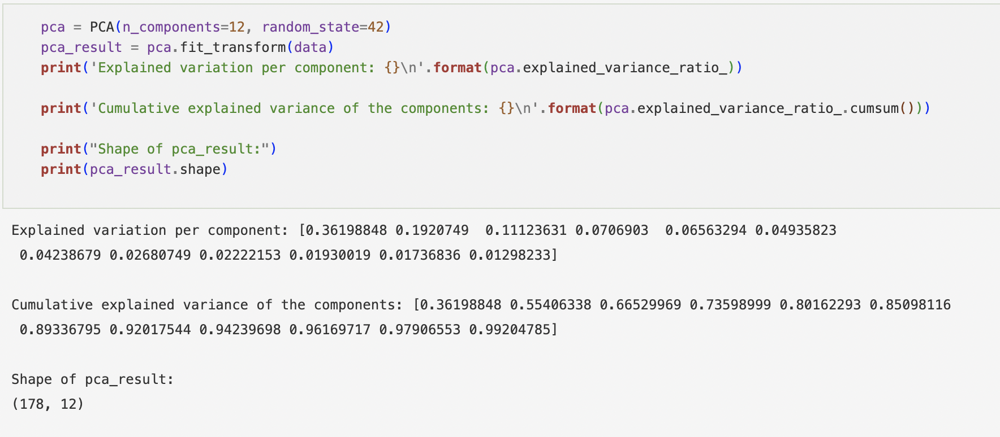 pca = PCA(n_components=12, random_state=42)
pca_result = pca.fit_transform(data)
print('Explained variation per component: {}\n'.format(pca.explained_variance_ratio_))
print('Cumulative explained variance of the components: {}\n'.format(pca.explained_variance_ratio_.cumsum()))
print("Shape of pca_result:")
print(pca_result.shape)
Explained variation per component: [0.36198848 0.1920749  0.11123631 0.0706903  0.06563294 0.04935823
 0.04238679 0.02680749 0.02222153 0.01930019 0.01736836 0.01298233]
Cumulative explained variance of the components: [0.36198848 0.55406338 0.66529969 0.73598999 0.80162293 0.85098116
 0.89336795 0.92017544 0.94239698 0.96169717 0.97906553 0.99204785]
Shape of pca_result:
(178, 12)